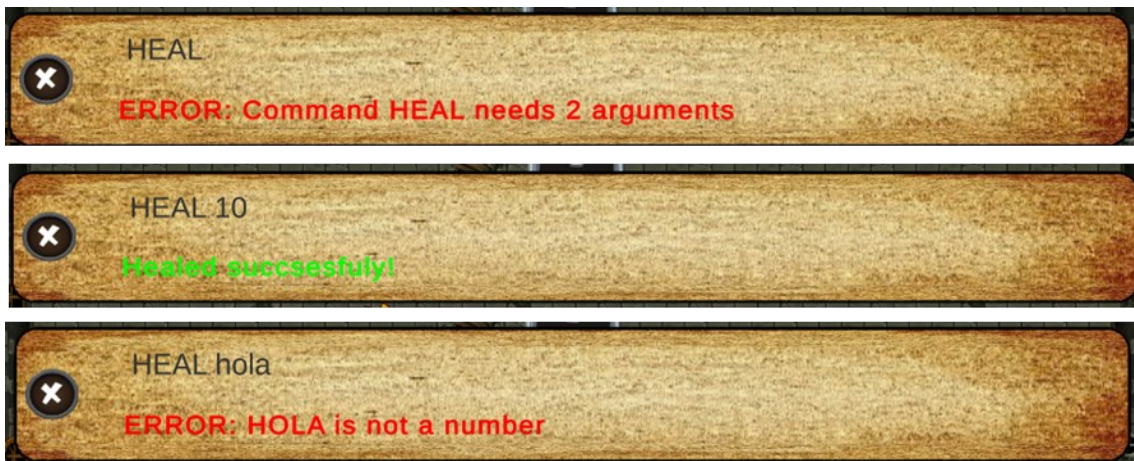 HEAL
ERROR: Command HEAL needs 2 arguments
HEAL 10
Healed succsesfuly!
HEAL hola
ERROR: HOLA is not a number